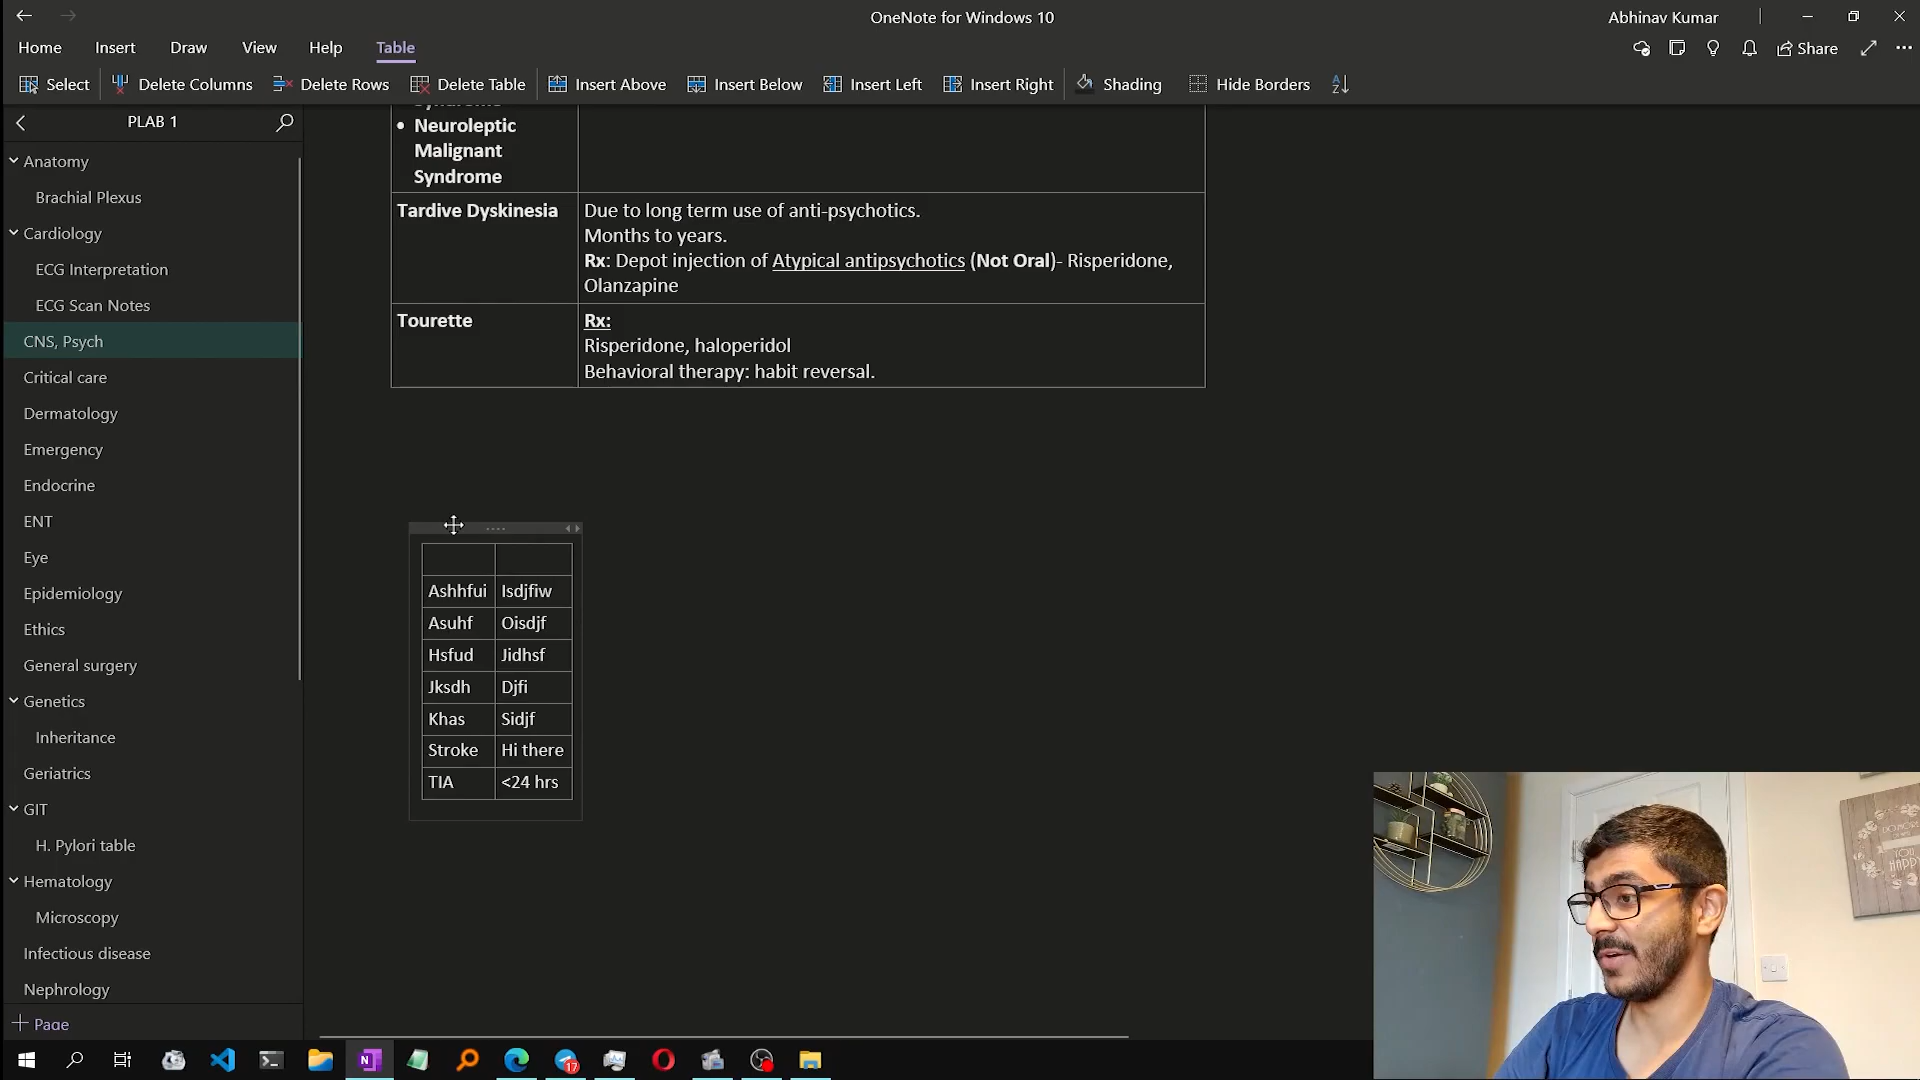 OneNote for Windows 10
Abhinav Kumar
Home Insert Draw View Help Table
Share
Select Delete Columns Delete Rows Delete Table Insert Above Insert Below Insert Left Insert Right Shading Hide Borders
PLAB 1
Anatomy
Brachial Plexus
Cardiology
ECG Interpretation
ECG Scan Notes
CNS, Psych
Critical care
Dermatology
Emergency
Endocrine
ENT
Eye
Epidemiology
Ethics
General surgery
Genetics
Inheritance
Geriatrics
GIT
H. Pylori table
Hematology
Microscopy
Infectious disease
Nephrology
Page
Syndrome
• Neuroleptic
Malignant
Syndrome
Tardive Dyskinesia
Due to long term use of anti-psychotics.
Months to years.
Rx: Depot injection of Atypical antipsychotics (Not Oral)- Risperidone,
Olanzapine
Tourette
Rx:
Risperidone, haloperidol
Behavioral therapy: habit reversal.
Ashhfui Isdjfiw
Asuhf Oisdjf
Hsfud Jidhsf
Jksdh Djfi
Khas Sidjf
Stroke Hi there
TIA <24 hrs
17
DO MORE
YOU
HAPPY